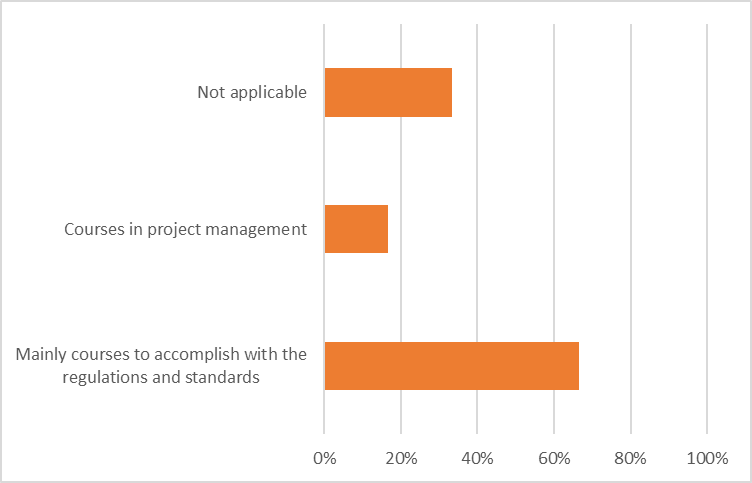 Not applicable
Courses in project management
Mainly courses to accomplish with the
regulations and standards
0% 20% 40% 60% 80% 100%